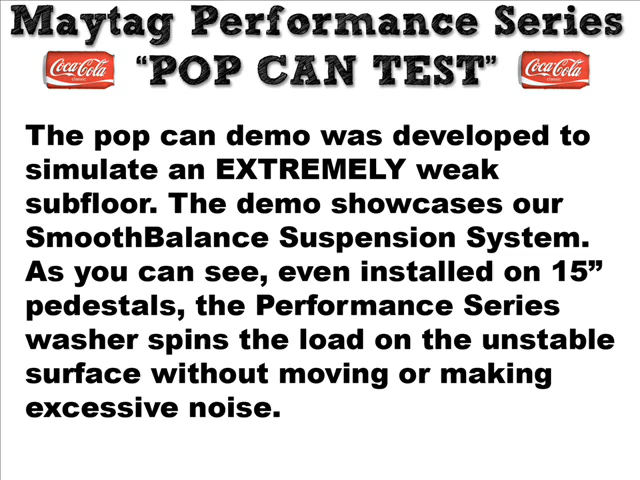 Maytag Performance Series
Coca-Cola "POP CAN TEST" Coca-Cola
The pop can demo was developed to
simulate an EXTREMELY weak
subfloor. The demo showcases our
SmoothBalance Suspension System.
As you can see, even installed on 15”
pedestals, the Performance Series
washer spins the load on the unstable
surface without moving or making
excessive noise.